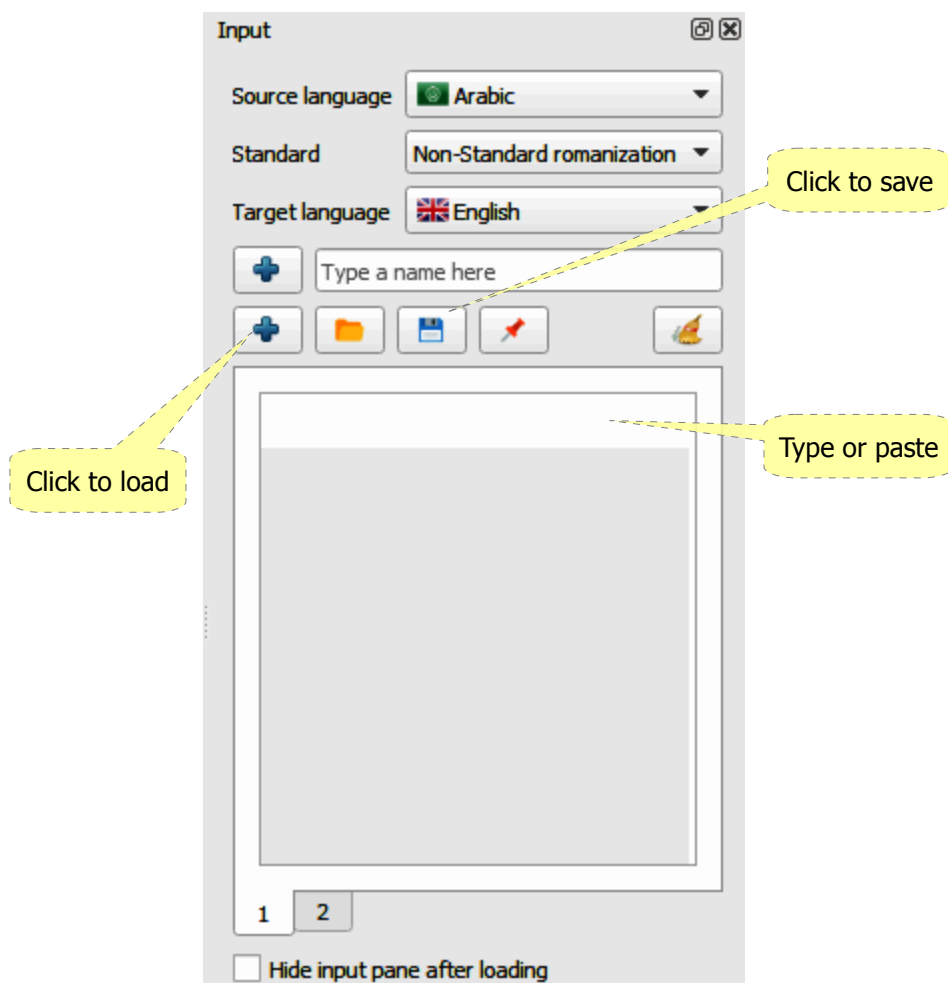 Input
Source language Arabic
Standard Non-Standard romanization
Click to save
Target language English
Type a name here
Type or paste
Click to load
1 2
Hide input pane after loading